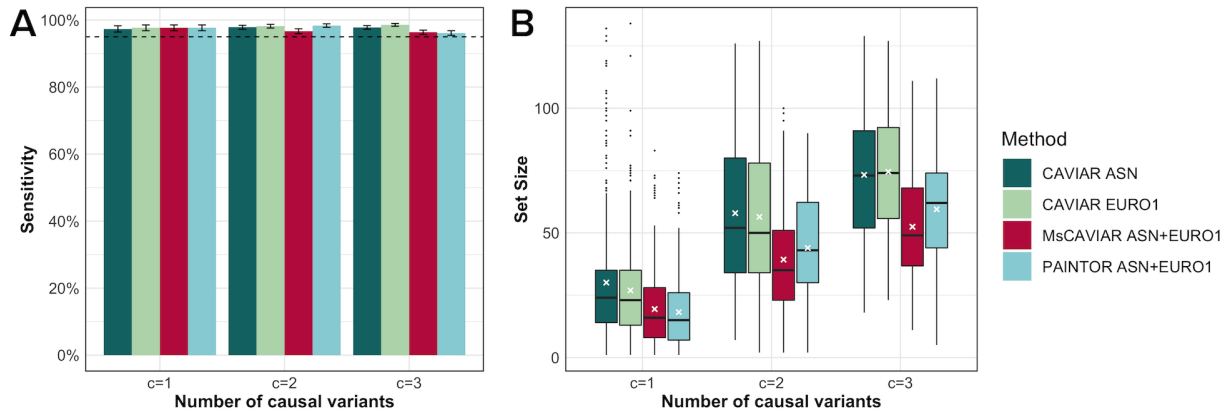 A
100%
80%
60%
40%
20%
0%
Sensitivity
c=1
c=2
c=3
Number of causal variants
B
100
50
0
Set Size
c=1
c=2
c=3
Number of causal variants
Method
CAVIAR ASN
CAVIAR EURO1
MsCAVIAR ASN+EURO1
PAINTOR ASN+EURO1